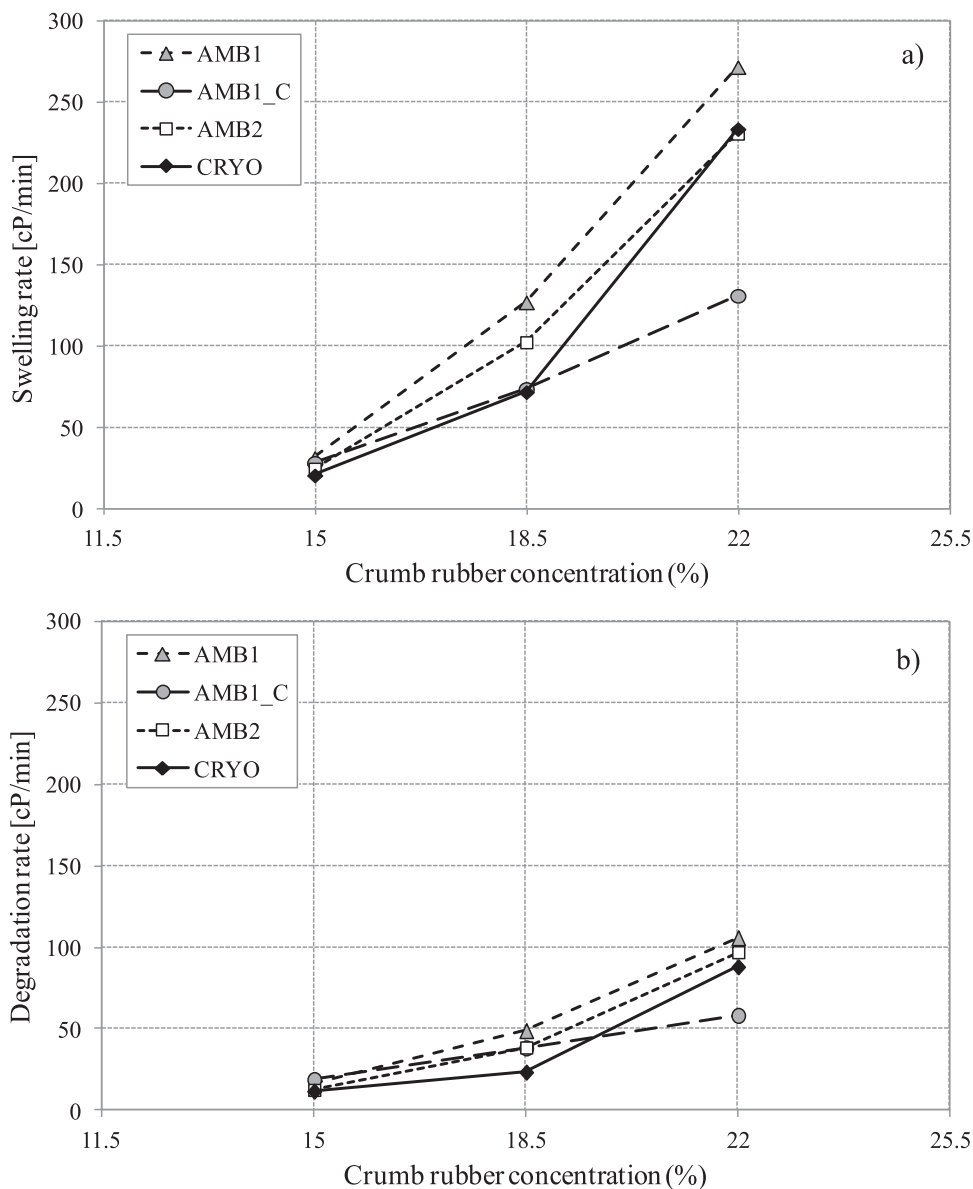 a)
300
250
200
150
100
50
0
Swelling rate [cP/min]
AMB1
AMB1_C
AMB2
CRYO
11.5 15 18.5 22 25.5
Crumb rubber concentration (%)
b)
300
250
200
150
100
50
0
Degradation rate [cP/min]
AMB1
AMB1_C
AMB2
CRYO
11.5 15 18.5 22 25.5
Crumb rubber concentration (%)